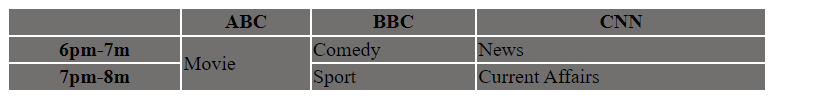 ABC BBC CNN
6pm-7m Movie Comedy News
7pm-8m Sport Current Affairs